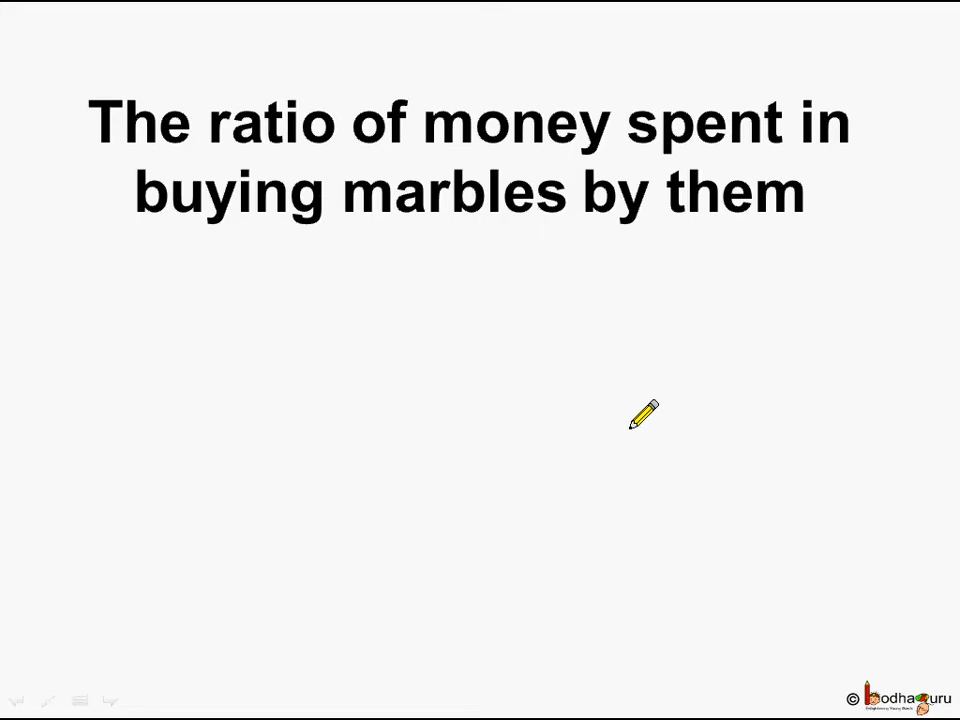 The ratio of money spent in
buying marbles by them
© bodhaguru